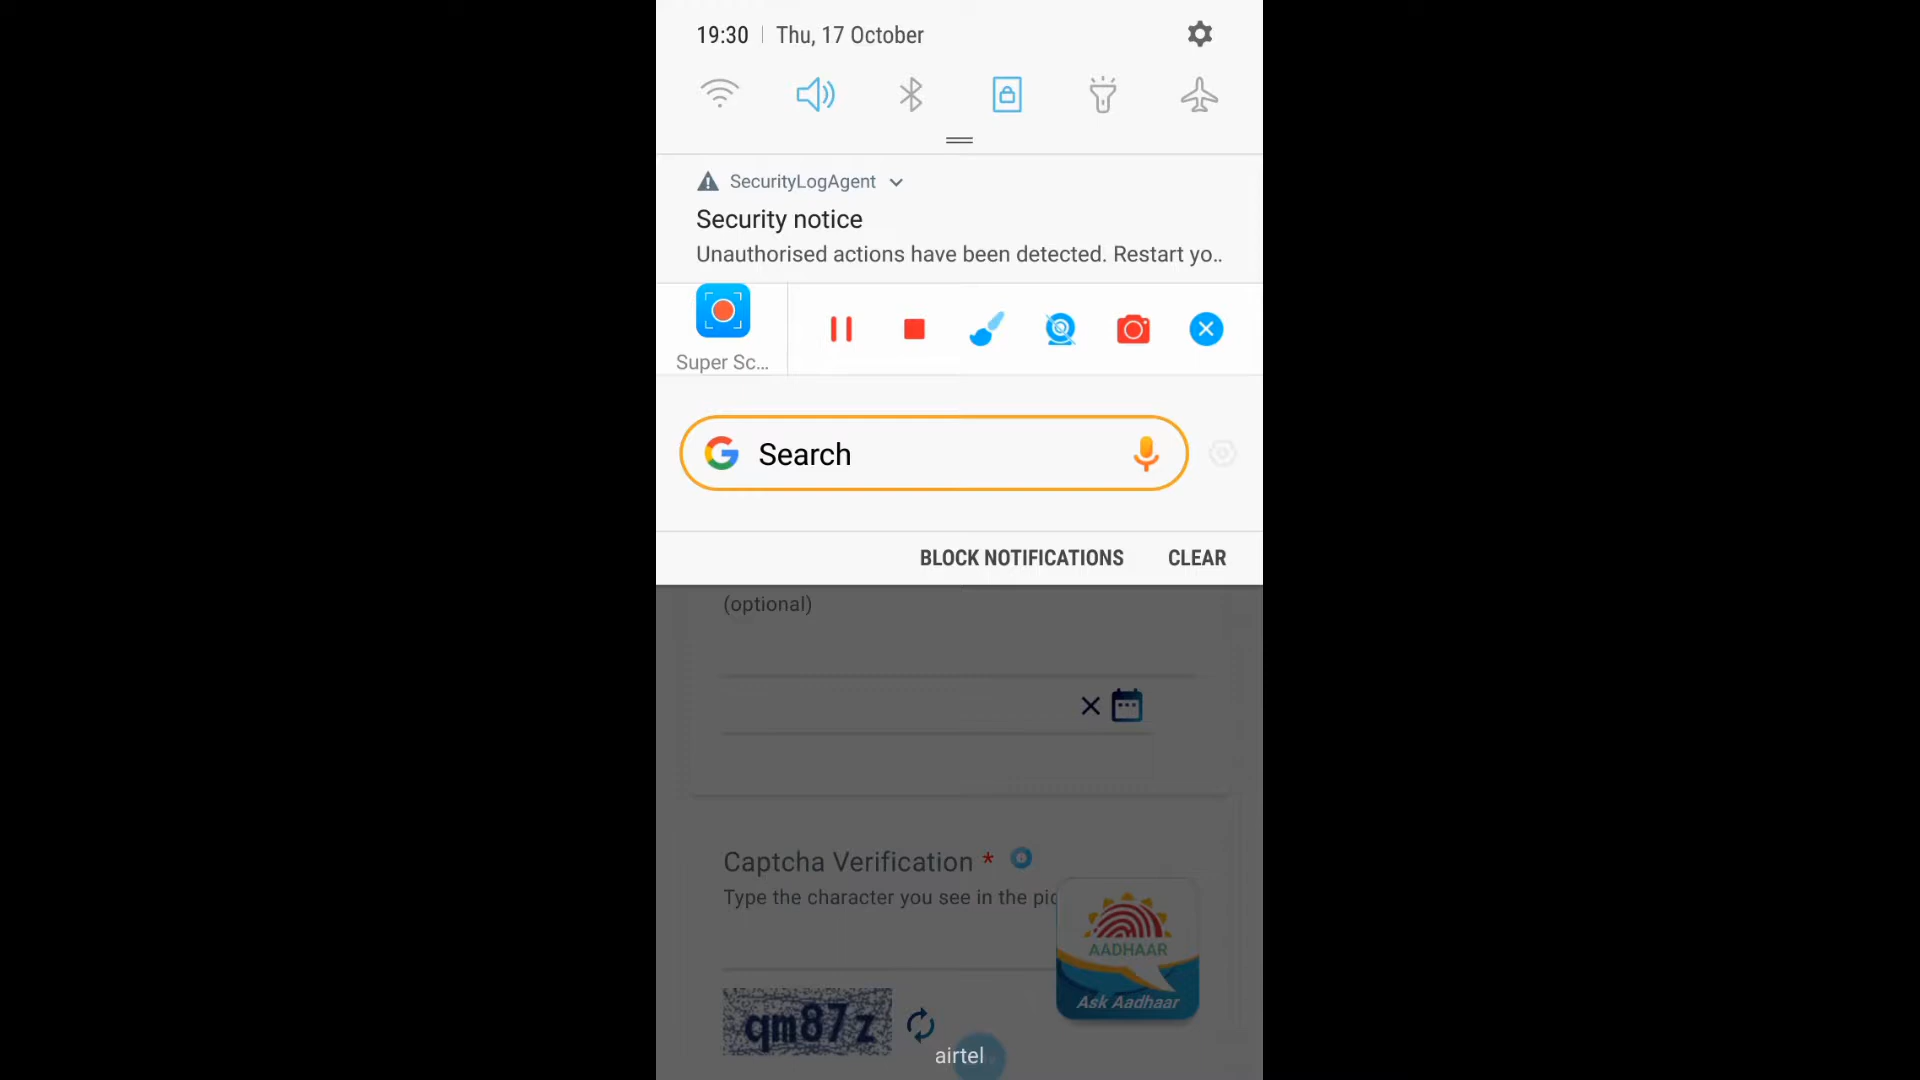 19:30 | Thu, 17 October
SecurityLogAgent
Security notice
Unauthorised actions have been detected. Restart yo..
Super Sc...
Search
BLOCK NOTIFICATIONS CLEAR
(optional)
Captcha Verification *
Type the character you see in the pic
AADHAAR
Ask Aadhaar
qm87z
airtel